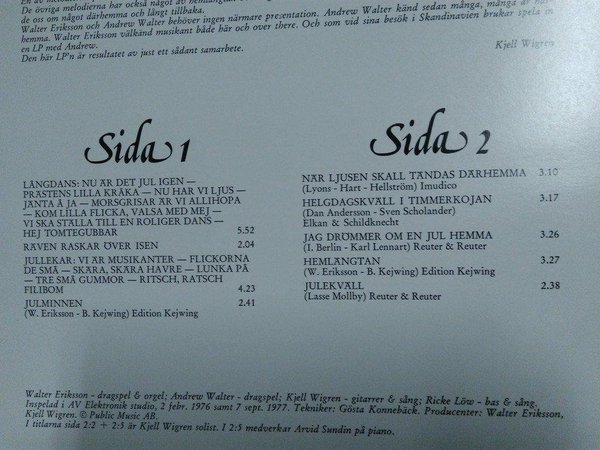 De övriga melodierna har också något av hemlängtan
de oss om något därhemma och långt tillbaka.
Walter Eriksson och Andrew Walter behöver ingen närmare presentation. Andrew Walter känd sedan många, många år
hemma. Walter Eriksson välkänd musikant både här och over there. Och som vid sina besök i Skandinavien brukar spela in
en LP med Andrew.
Den här LP'n är resultatet av just ett sådant samarbete.
Kjell Wigren
Sida 1
LÅNGDANS: NU ÄR DET JUL IGEN —
PRÄSTENS LILLA KRÅKA — NU HAR VI LJUS —
JÄNTA Å JA — MORSGRISAR ÄR VI ALLIHOPA
— KOM LILLA FLICKA, VALSA MED MEJ —
VI SKA STÄLLA TILL EN ROLIGER DANS —
HEJ TOMTEGUBBAR 5.52
RÄVEN RASKAR ÖVER ISEN 2.04
JULLEKAR: VI ÄR MUSIKANTER — FLICKORNA
DE SMÅ — SKÄRA, SKÄRA HAVRE — LUNKA PÅ
— TRE SMÅ GUMMOR — RITSCH, RATSCH
FILIBOM 4.23
JULMINNEN 2.41
(W. Eriksson - B. Kejwing) Edition Kejwing
Sida 2
NÄR LJUSEN SKALL TÄNDAS DÄRHEMMA 3.10
(Lyons - Hart - Hellström) Imudico
HELGDAGSKVÄLL I TIMMERKOJAN 3.17
(Dan Andersson - Sven Scholander)
Elkan & Schildknecht
JAG DRÖMMER OM EN JUL HEMMA 3.26
(I. Berlin - Karl Lennart) Reuter & Reuter
HEMLÄNGTAN 3.27
(W. Eriksson - B. Kejwing) Edition Kejwing
JULEKVÄLL 2.38
(Lasse Mollby) Reuter & Reuter
Walter Eriksson - dragspel & orgel; Andrew Walter - dragspel; Kjell Wigren - gitarrer & sång; Ricke Löw - bas & sång.
Inspelad i AV Elektronik studio, 2 febr. 1976 samt 7 sept. 1977. Tekniker: Gösta Konnebäck. Producenter: Walter Eriksson,
Kjell Wigren. © Public Music AB.
I titlarna sida 2:2 + 2:5 är Kjell Wigren solist. I 2:5 medverkar Arvid Sundin på piano.